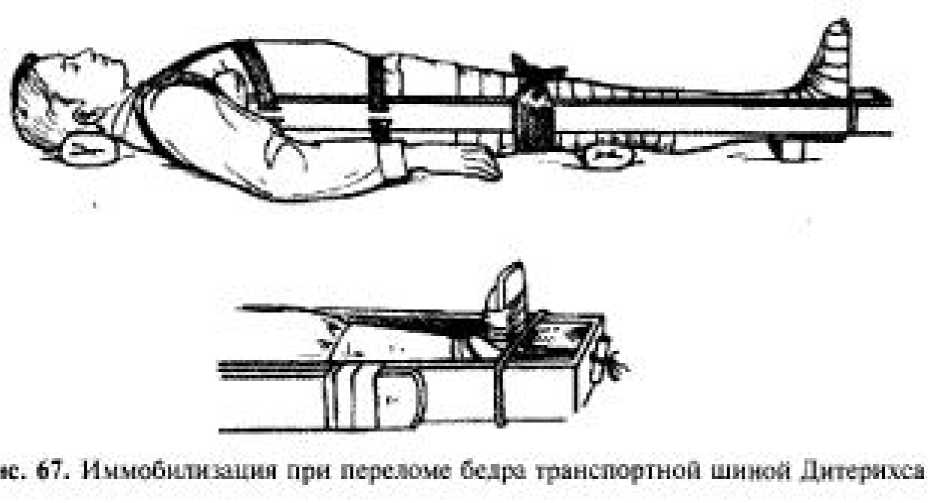 ис. 67. Иммобилизация при переломе бедра транспортной шиной Дитерихса